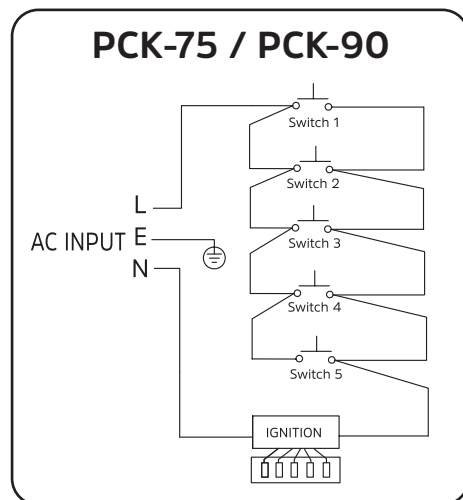 PCK-75 / PCK-90
Switch 1
Switch 2
L
AC INPUT E
Switch 3
N
Switch 4
Switch 5
IGNITION